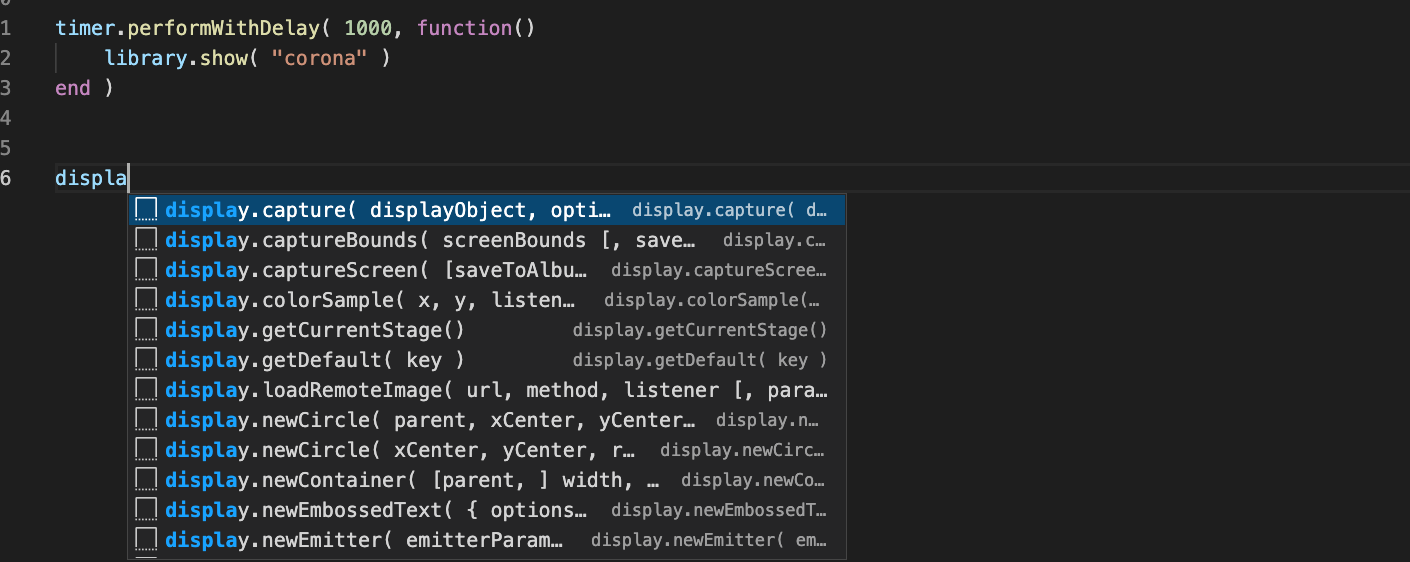 1 timer.performWithDelay( 1000, function()
2 library.show( "corona" )
3 end )
4
5
6 displa
display.capture( displayObject, opti… display.capture( d…
display.captureBounds( screenBounds [, save… display.c…
display.captureScreen( [saveToAlbu… display.captureScree…
display.colorSample( x, y, listen… display.colorSample(…
display.getCurrentStage() display.getCurrentStage()
display.getDefault( key ) display.getDefault( key )
display.loadRemoteImage( url, method, listener [, para…
display.newCircle( parent, xCenter, yCenter… display.n…
display.newCircle( xCenter, yCenter, r… display.newCirc…
display.newContainer( [parent, ] width, … display.newCo…
display.newEmbossedText( { options… display.newEmbossedT…
display.newEmitter( emitterParam… display.newEmitter( em…